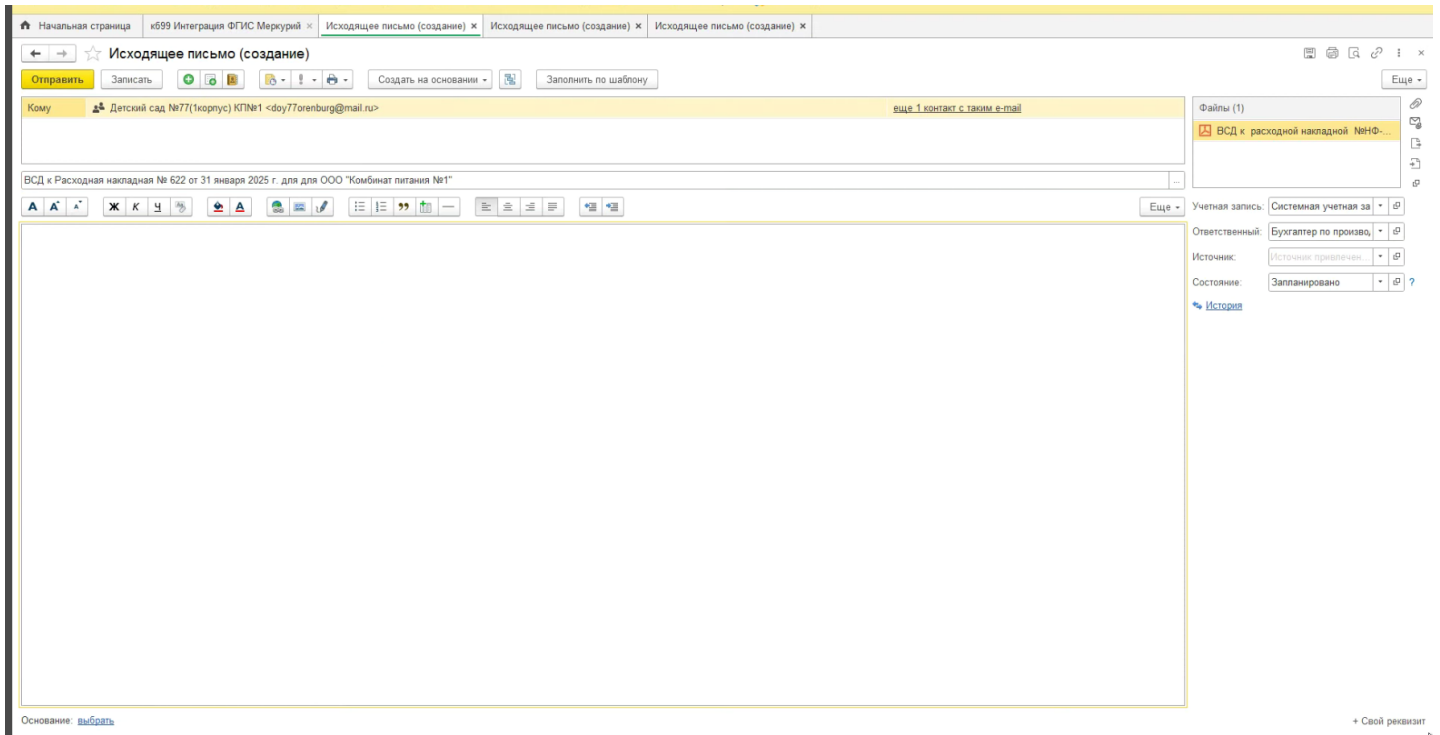 Начальная страница к699 Интеграция ФГИС Меркурий × Исходящее письмо (создание) × Исходящее письмо (создание) × Исходящее письмо (создание) ×
Исходящее письмо (создание)
Отправить Записать Создать на основании Заполнить по шаблону Еще
Кому Детский сад №77(1корпус) КП№1 <doy77orenburg@mail.ru> еще 1 контакт с таким e-mail
Файлы (1)
ВСД к расходной накладной №НФ-...
ВСД к Расходная накладная № 622 от 31 января 2025 г. для для ООО "Комбинат питания №1" ...
А А А Ж К Ч А Еще
Учетная запись: Системная учетная за
Ответственный: Бухгалтер по произво
Источник: Источник привлечен...
Состояние: Запланировано ?
История
Основание: выбрать
+ Свой реквизит